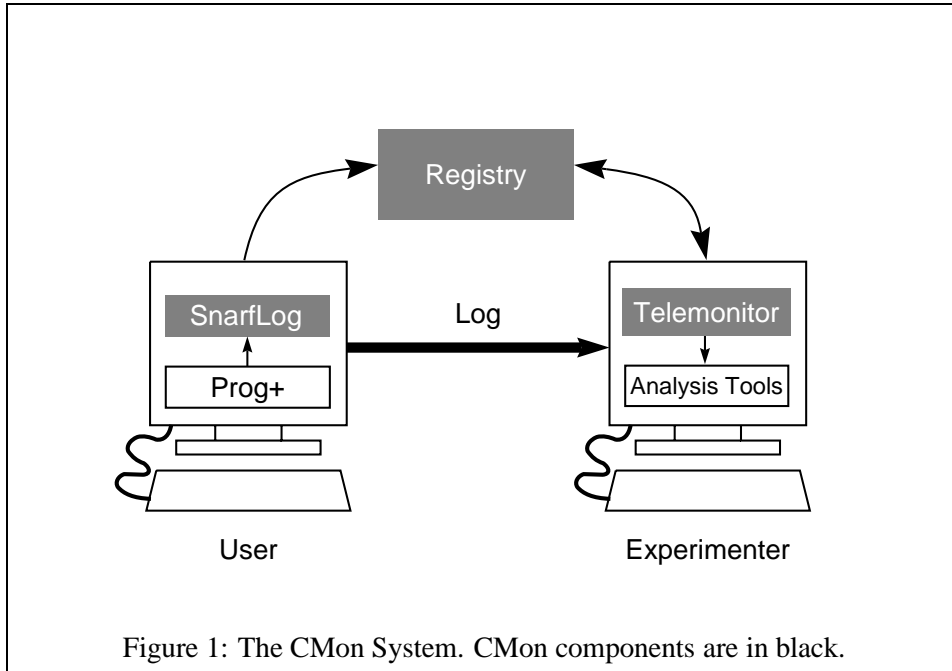 Registry
SnarfLog
Prog+
Log
Telemonitor
Analysis Tools
User
Experimenter
Figure 1: The CMon System. CMon components are in black.